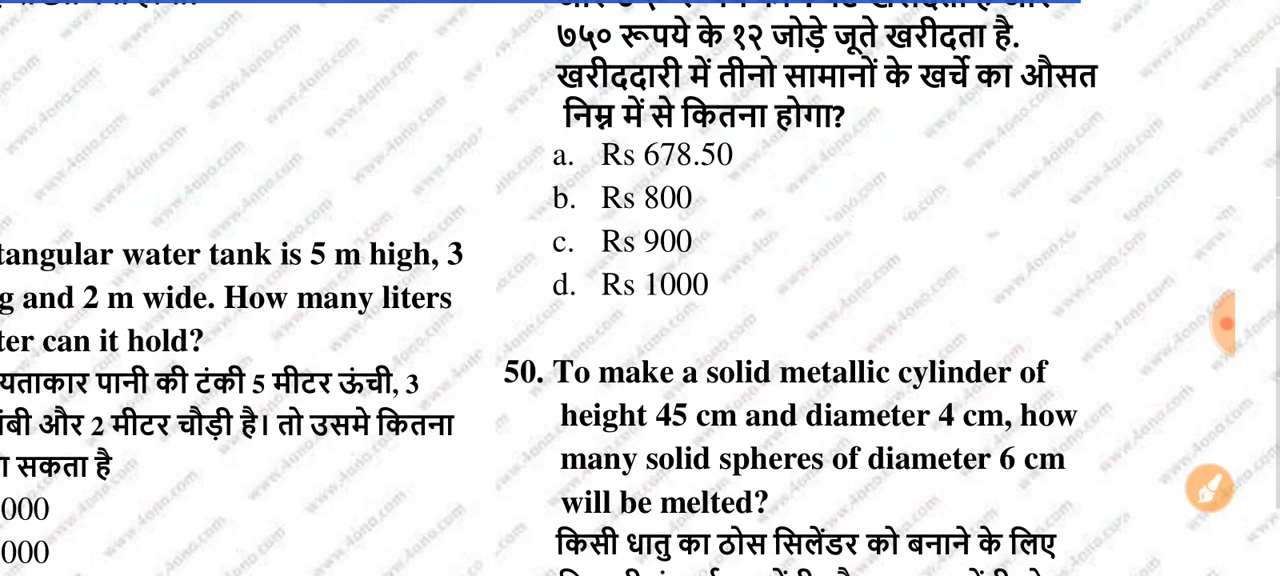 tangular water tank is 5 m high, 3
g and 2 m wide. How many liters
ter can it hold?
यताकार पानी की टंकी 5 मीटर ऊंची, 3
ंबी और 2 मीटर चौड़ी है। तो उसमे कितना
ा सकता है
000
000
७५० रूपये के १२ जोड़े जूते खरीदता है.
खरीददारी में तीनो सामानों के खर्चे का औसत
निम्न में से कितना होगा?
a. Rs 678.50
b. Rs 800
c. Rs 900
d. Rs 1000
50. To make a solid metallic cylinder of
height 45 cm and diameter 4 cm, how
many solid spheres of diameter 6 cm
will be melted?
किसी धातु का ठोस सिलेंडर को बनाने के लिए
www.4ono.com